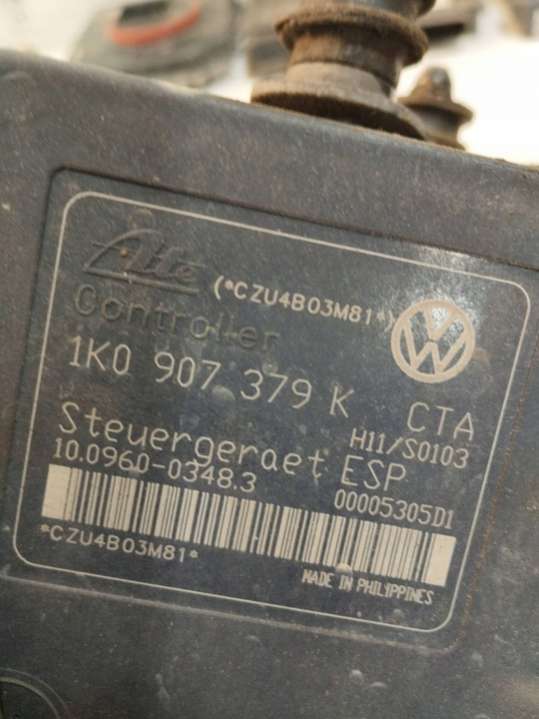 Ate
(*CZU4B03M81*)
Controller
1K0 907 379 K
CTA
H11/S0103
Steuergeraet ESP
10.0960-0348.3
00005305D1
*CZU4B03M81*
MADE IN PHILIPPINES